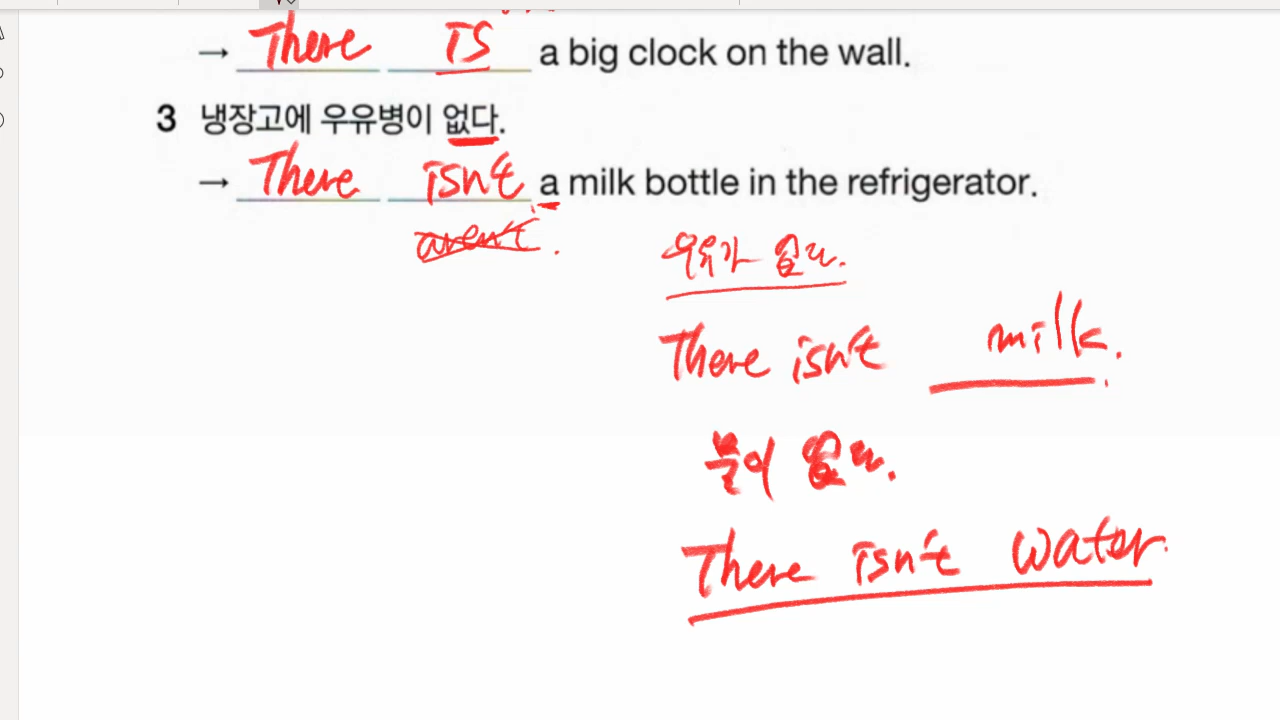 → There is a big clock on the wall.
3 냉장고에 우유병이 없다.
→ There isn't a milk bottle in the refrigerator.
aren't.
우유가 없다.
There isn't milk.
물이 없다.
There isn't water.